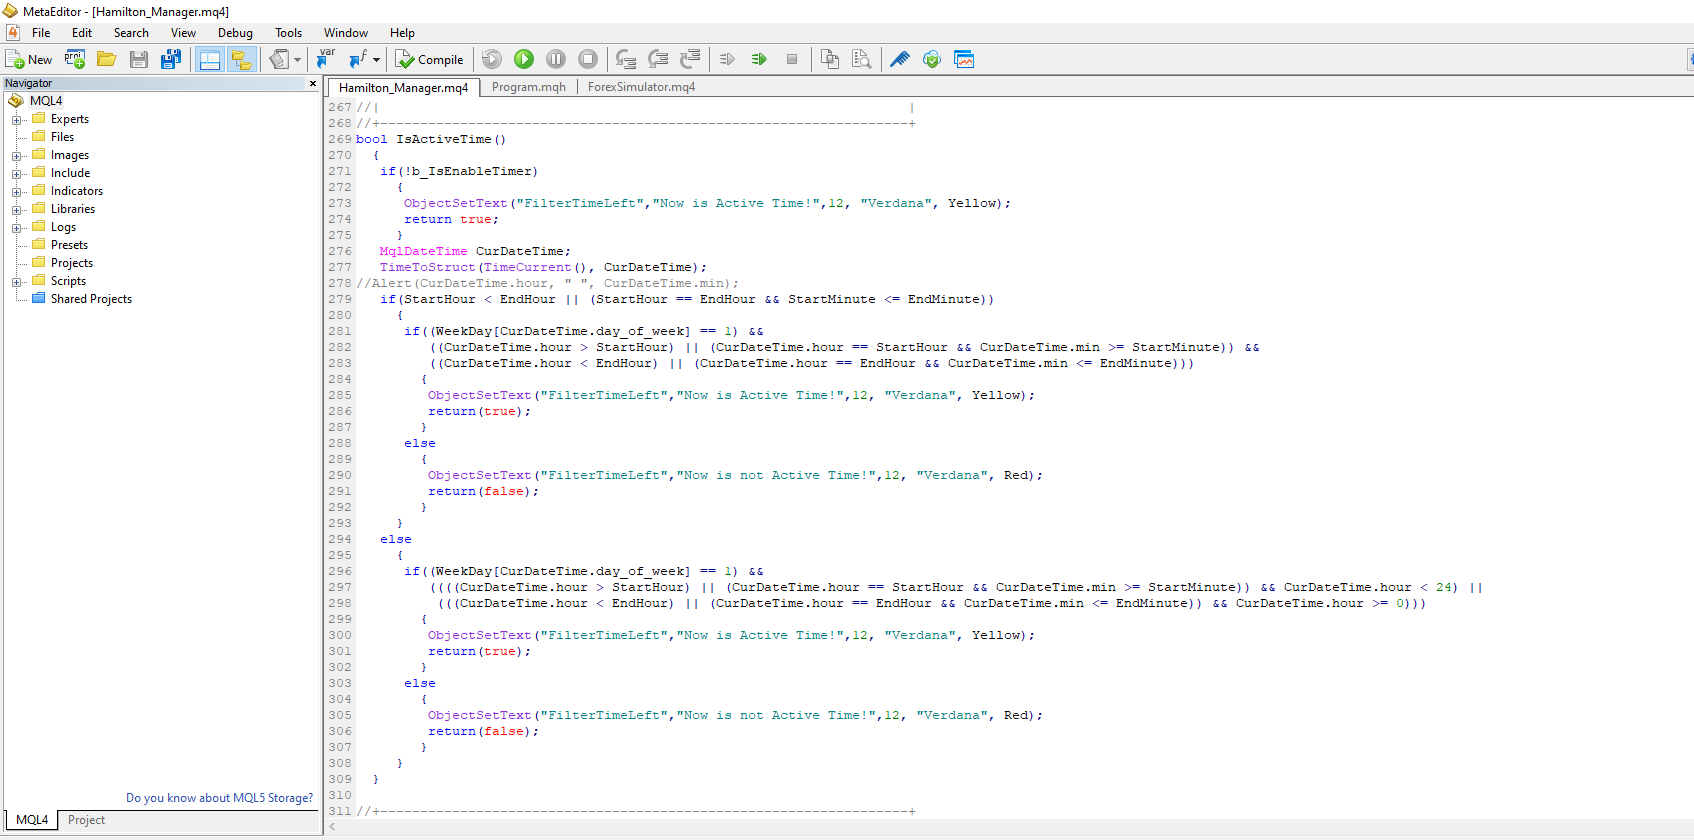 MetaEditor - [Hamilton_Manager.mq4]
File Edit Search View Debug Tools Window Help
New proj var f Compile
Navigator x
MQL4
Experts
Files
Images
Include
Indicators
Libraries
Logs
Presets
Projects
Scripts
Shared Projects
Do you know about MQL5 Storage?
MQL4 Project
Hamilton_Manager.mq4 Program.mqh ForexSimulator.mq4
267 //| |
268 //+------------------------------------------------------------------+
269 bool IsActiveTime()
270 {
271 if(!b_IsEnableTimer)
272 {
273 ObjectSetText("FilterTimeLeft","Now is Active Time!",12, "Verdana", Yellow);
274 return true;
275 }
276 MqlDateTime CurDateTime;
277 TimeToStruct(TimeCurrent(), CurDateTime);
278 //Alert(CurDateTime.hour, " ", CurDateTime.min);
279 if(StartHour < EndHour || (StartHour == EndHour && StartMinute <= EndMinute))
280 {
281 if((WeekDay[CurDateTime.day_of_week] == 1) &&
282 ((CurDateTime.hour > StartHour) || (CurDateTime.hour == StartHour && CurDateTime.min >= StartMinute)) &&
283 ((CurDateTime.hour < EndHour) || (CurDateTime.hour == EndHour && CurDateTime.min <= EndMinute)))
284 {
285 ObjectSetText("FilterTimeLeft","Now is Active Time!",12, "Verdana", Yellow);
286 return(true);
287 }
288 else
289 {
290 ObjectSetText("FilterTimeLeft","Now is not Active Time!",12, "Verdana", Red);
291 return(false);
292 }
293 }
294 else
295 {
296 if((WeekDay[CurDateTime.day_of_week] == 1) &&
297 ((((CurDateTime.hour > StartHour) || (CurDateTime.hour == StartHour && CurDateTime.min >= StartMinute)) && CurDateTime.hour < 24) ||
298 (((CurDateTime.hour < EndHour) || (CurDateTime.hour == EndHour && CurDateTime.min <= EndMinute)) && CurDateTime.hour >= 0)))
299 {
300 ObjectSetText("FilterTimeLeft","Now is Active Time!",12, "Verdana", Yellow);
301 return(true);
302 }
303 else
304 {
305 ObjectSetText("FilterTimeLeft","Now is not Active Time!",12, "Verdana", Red);
306 return(false);
307 }
308 }
309 }
310
311 //+------------------------------------------------------------------+